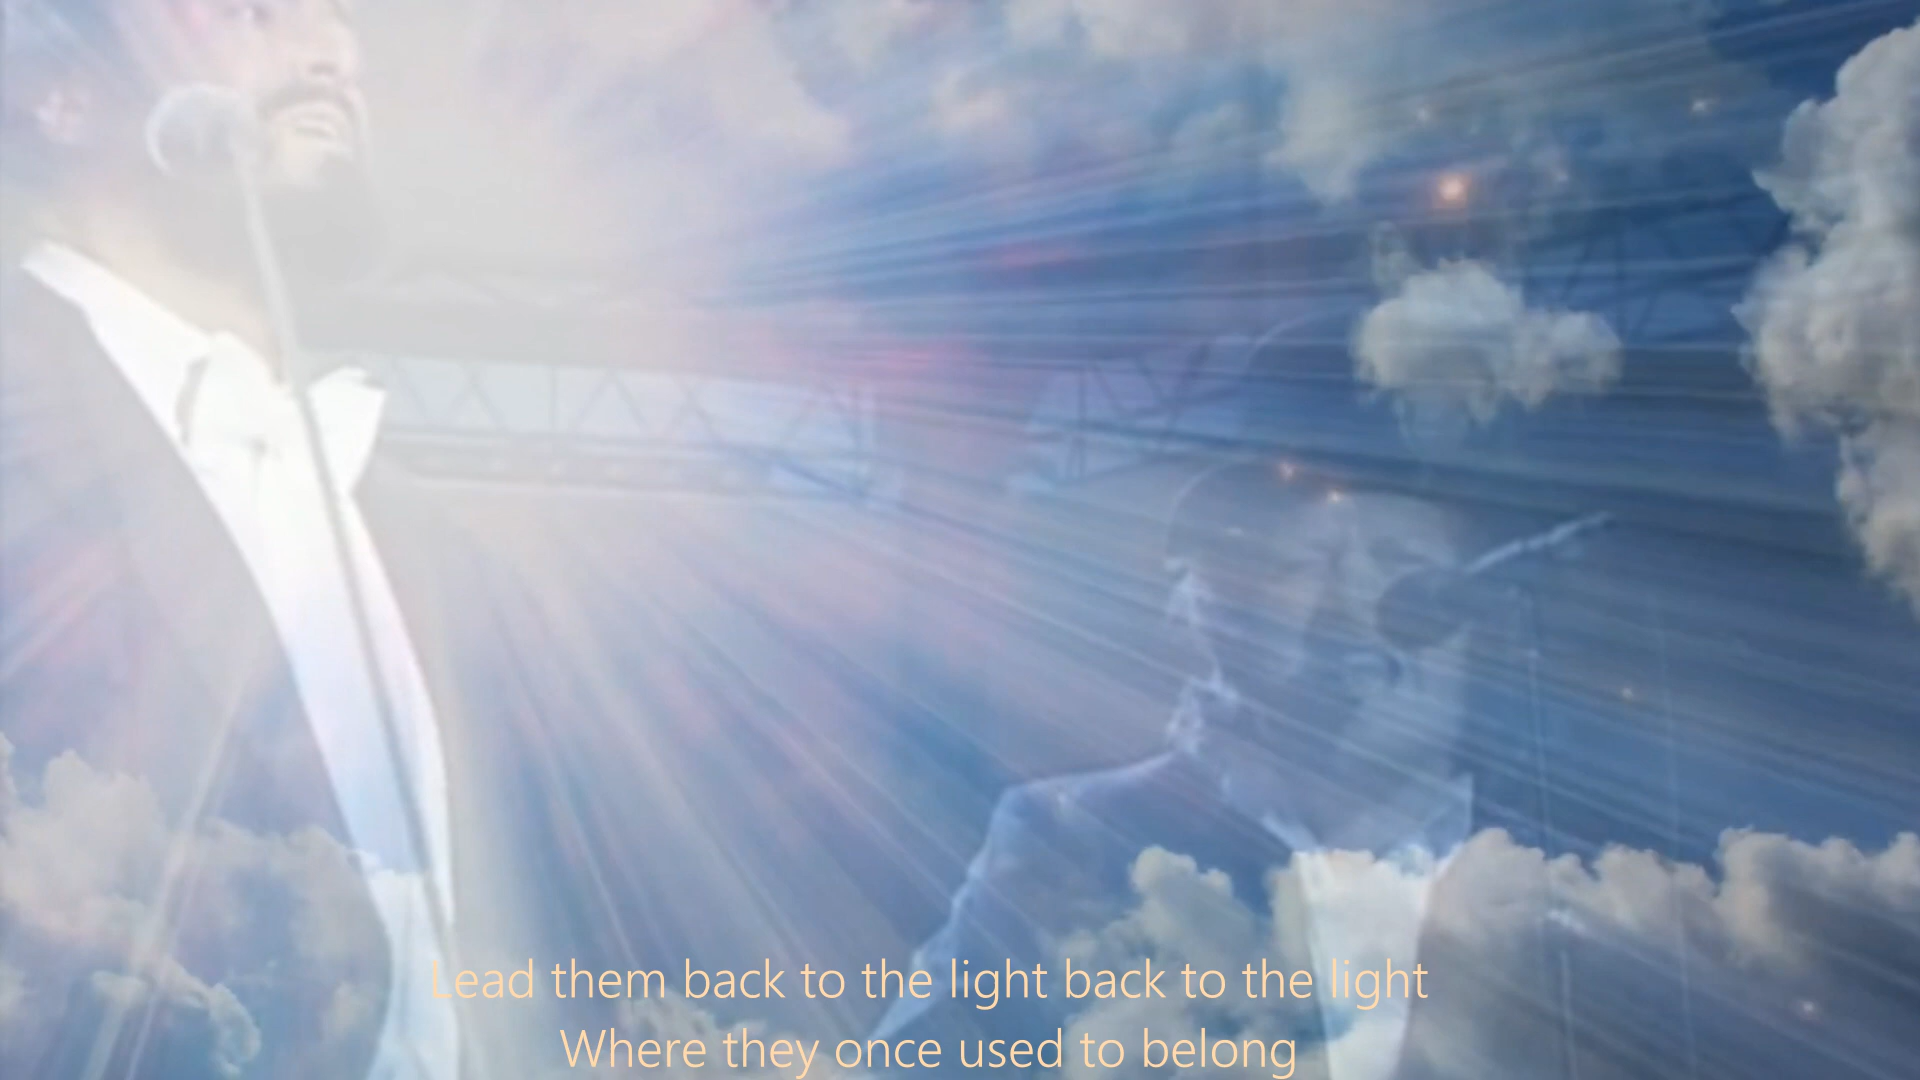 Lead them back to the light back to the light
Where they once used to belong